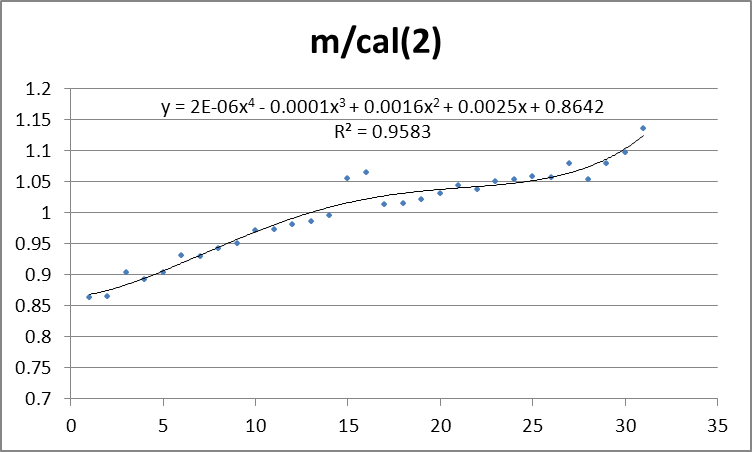 m/cal(2)
y = 2E-06x⁴ - 0.0001x³ + 0.0016x² + 0.0025x + 0.8642
R² = 0.9583
1.2
1.15
1.1
1.05
1
0.95
0.9
0.85
0.8
0.75
0.7
0 5 10 15 20 25 30 35